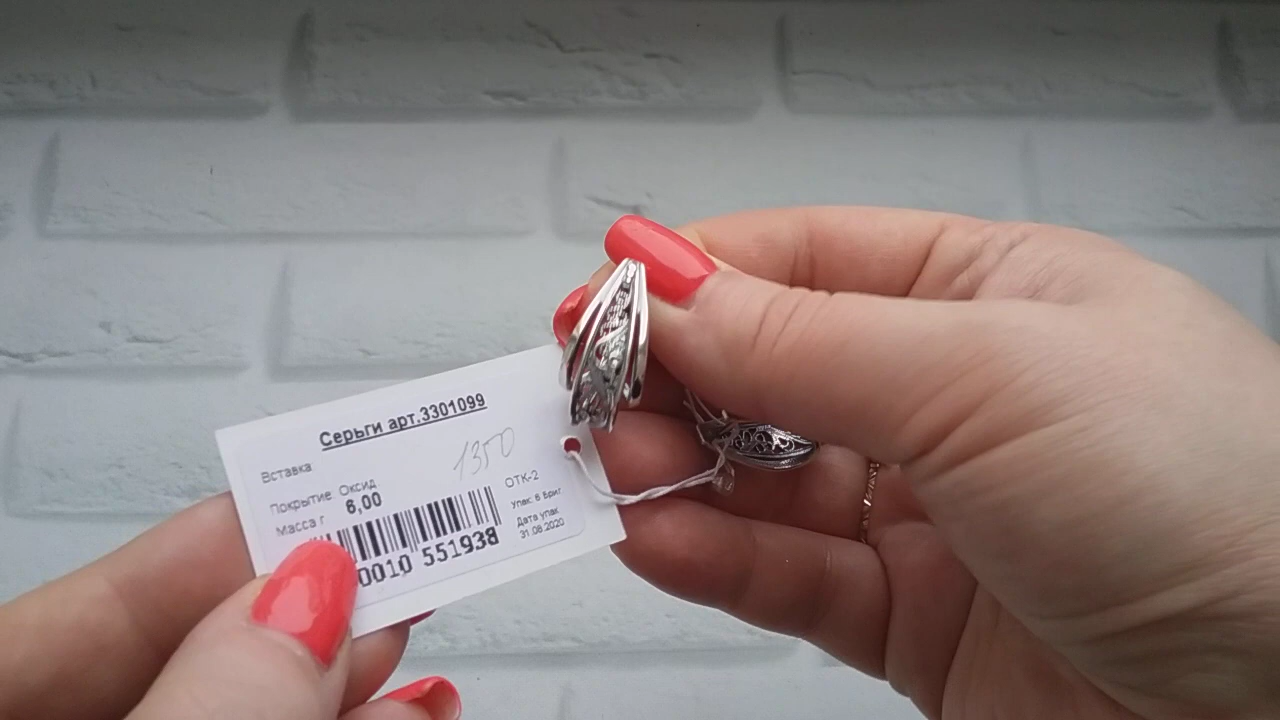 Серьги арт.3301099
1350
Вставка
Покрытие Оксид
ОТК-2
Масса г 6,00
Упак: 6 Бриг
Дата упак
31.08.2020
0010 551938